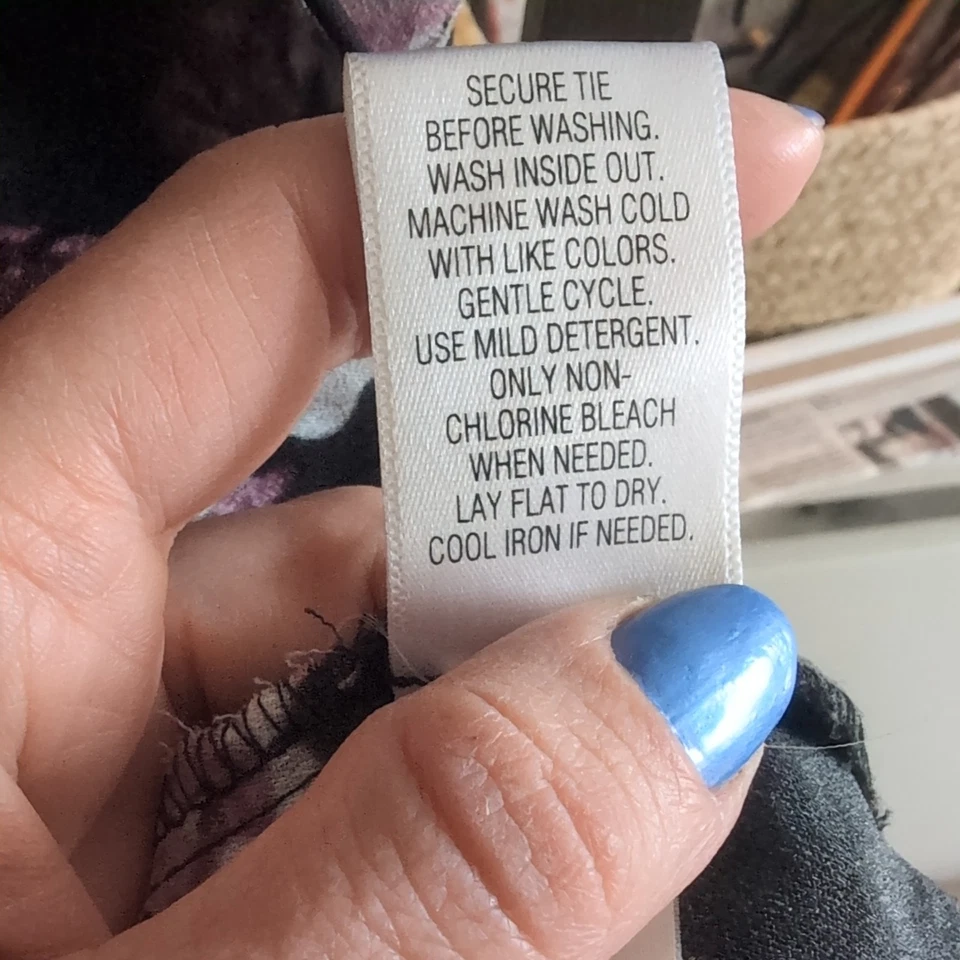 SECURE TIE
BEFORE WASHING.
WASH INSIDE OUT.
MACHINE WASH COLD
WITH LIKE COLORS.
GENTLE CYCLE.
USE MILD DETERGENT.
ONLY NON-
CHLORINE BLEACH
WHEN NEEDED.
LAY FLAT TO DRY.
COOL IRON IF NEEDED.